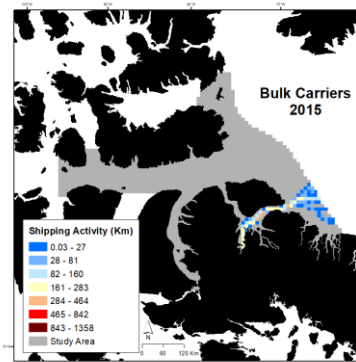 Bulk Carriers
2015
Shipping Activity (Km)
0.03 - 27
28 - 81
82 - 160
161 - 283
284 - 464
465 - 842
843 - 1358
Study Area
N
0
60
120 Km